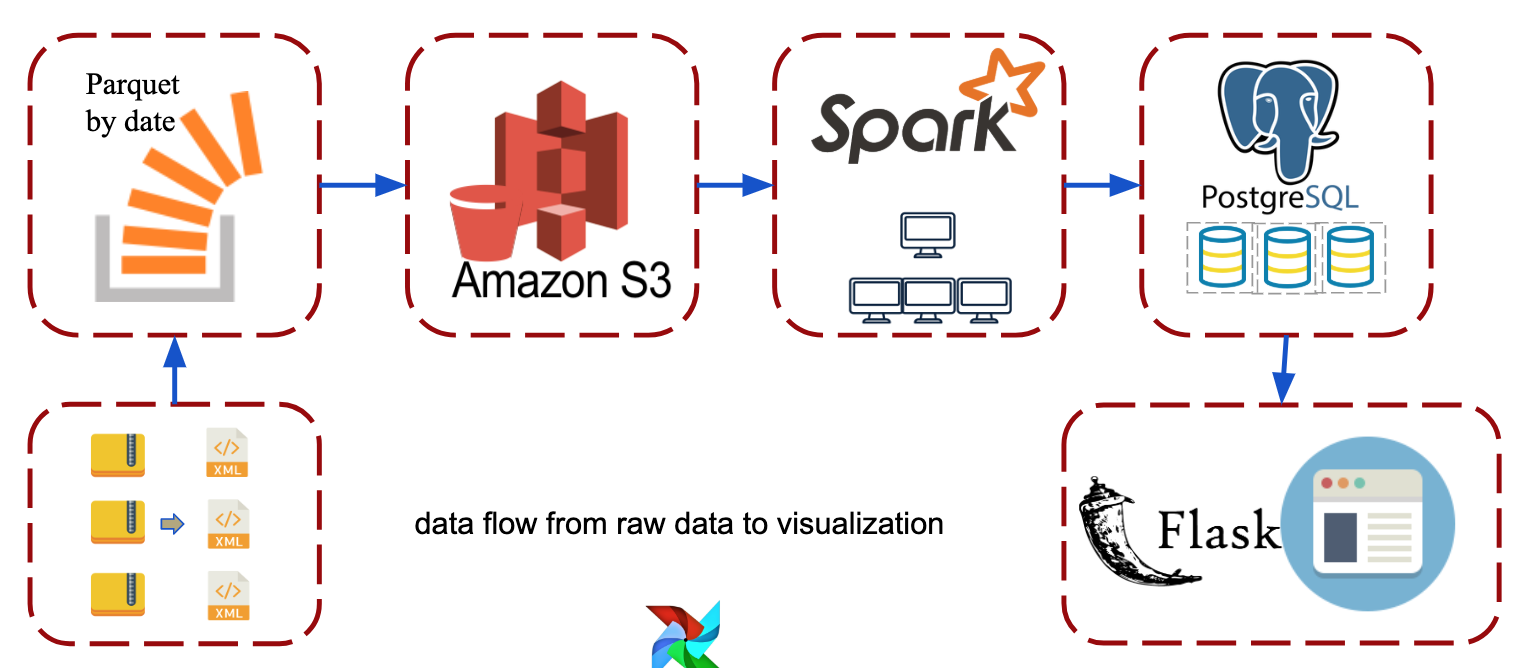 Parquet
by date
Amazon S3
Spark
PostgreSQL
</>
XML
</>
XML
</>
XML
data flow from raw data to visualization
Flask